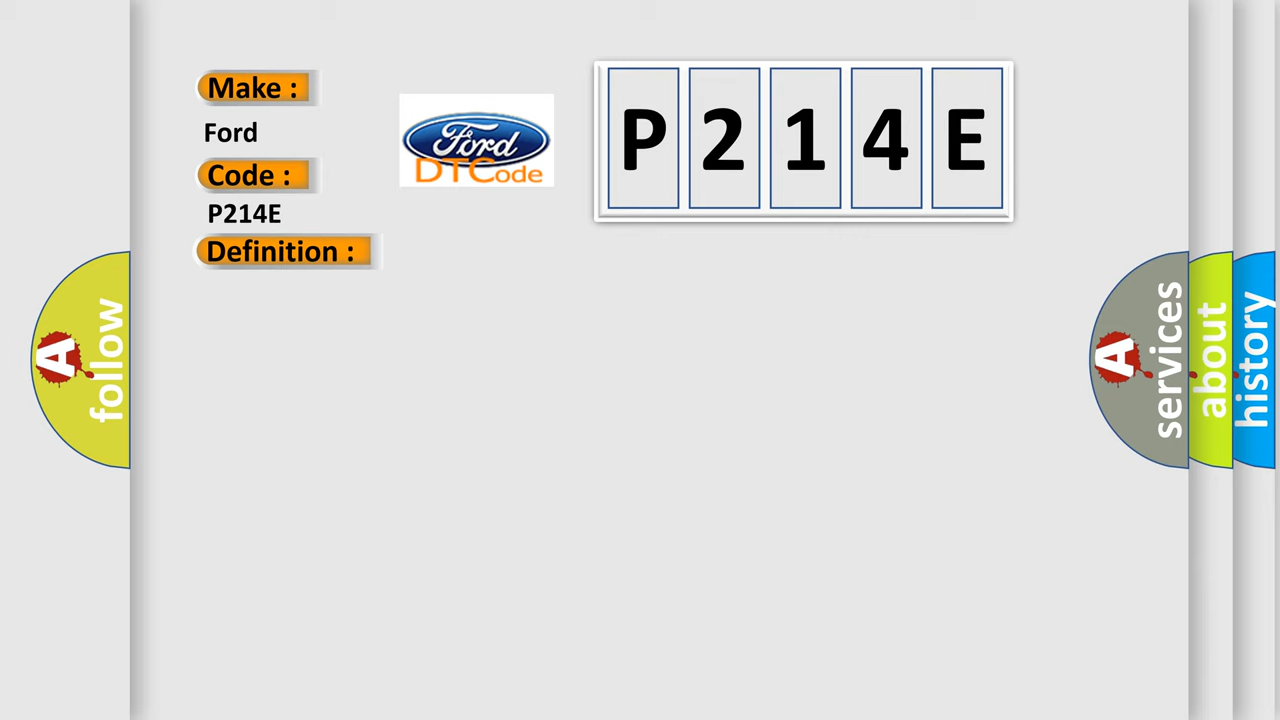 Make :
Ford
Code :
P214E
Definition :
Ford
DTCode
P 2 1 4 E
A follow
A services
about
history